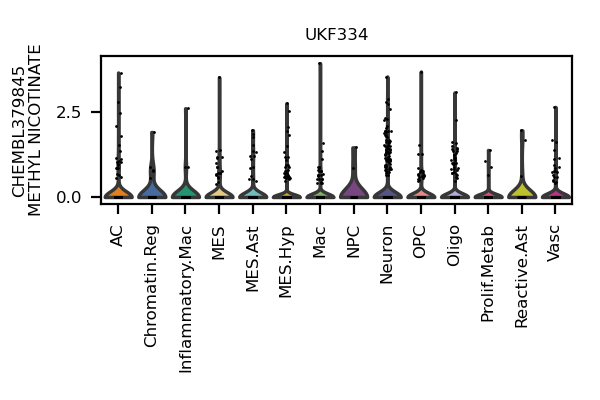 UKF334
CHEMBL379845
METHYL NICOTINATE
2.5
0.0
AC
Chromatin.Reg
Inflammatory.Mac
MES
MES.Ast
MES.Hyp
Mac
NPC
Neuron
OPC
Oligo
Prolif.Metab
Reactive.Ast
Vasc